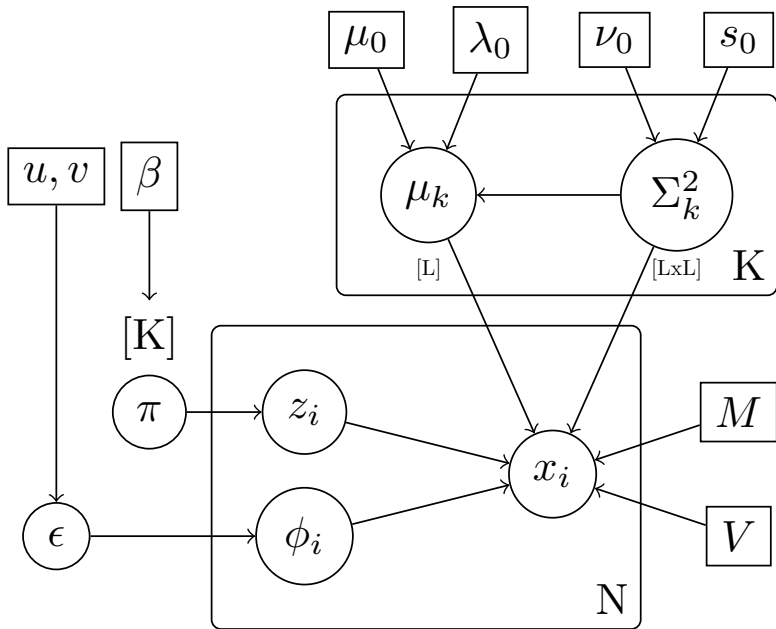 μ₀ λ₀ ν₀ s₀
u, v β μₖ Σ²ₖ
[L] [LxL] K
[K]
π zᵢ M
xᵢ
ϵ ϕᵢ V
N